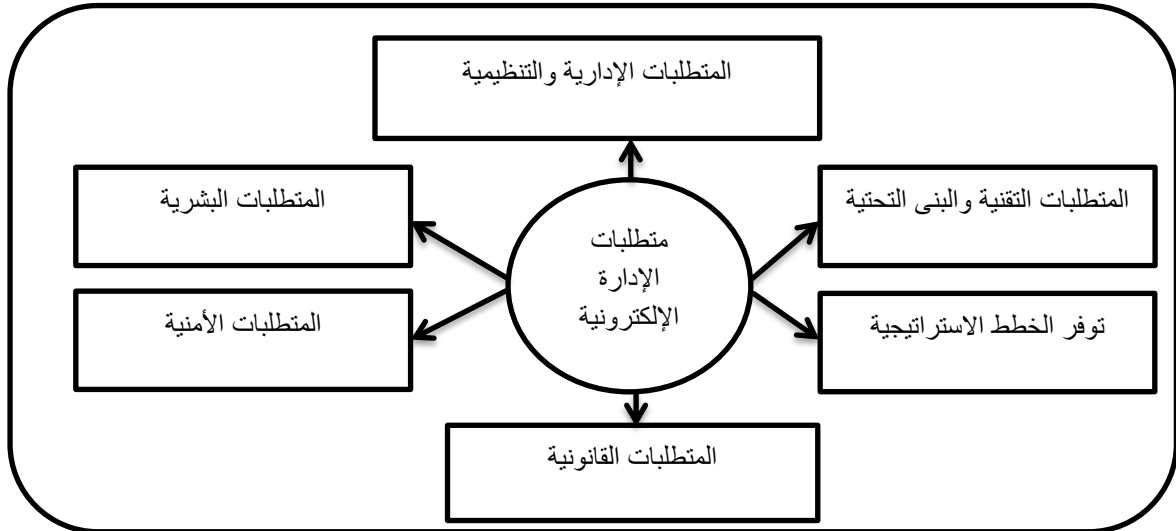 المتطلبات الإدارية والتنظيمية
المتطلبات التقنية والبنى التحتية
المتطلبات البشرية
متطلبات
الإدارة
الإلكترونية
توفر الخطط الاستراتيجية
المتطلبات الأمنية
المتطلبات القانونية